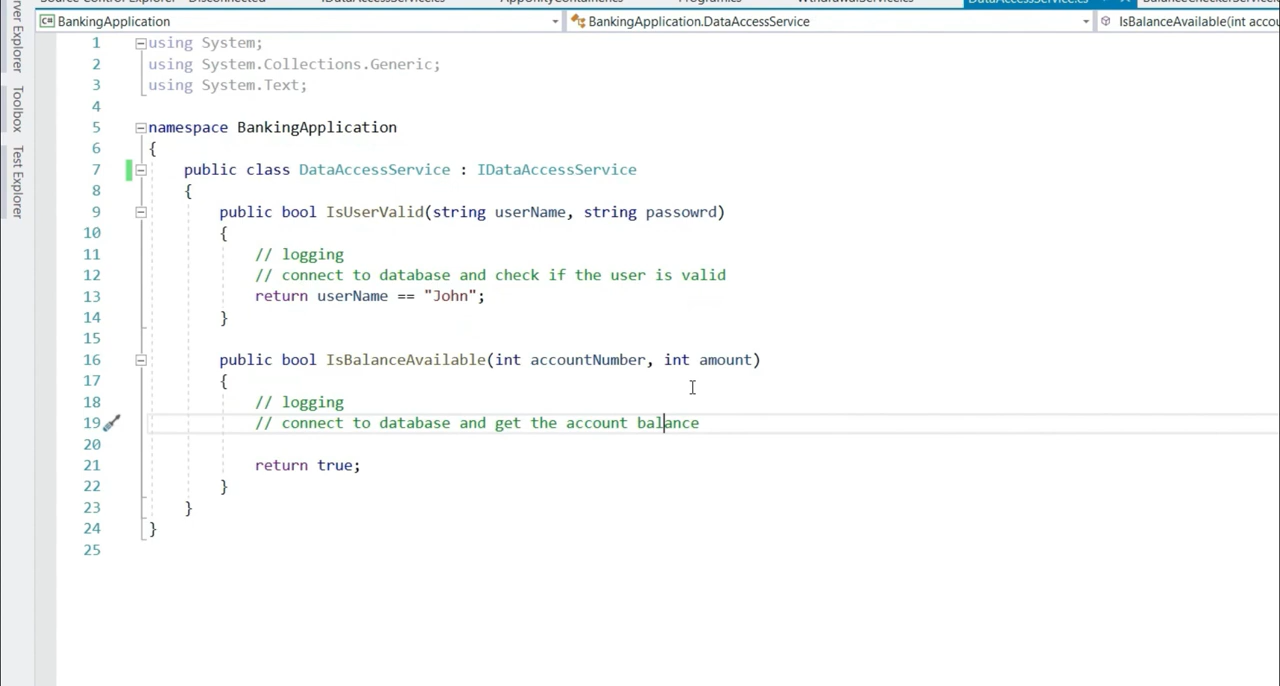 BankingApplication
BankingApplication.DataAccessService
IsBalanceAvailable(int
Explorer
Toolbox
Test Explorer
1 using System;
2 using System.Collections.Generic;
3 using System.Text;
4
5 namespace BankingApplication
6 {
7 public class DataAccessService : IDataAccessService
8 {
9 public bool IsUserValid(string userName, string passowrd)
10 {
11 // logging
12 // connect to database and check if the user is valid
13 return userName == "John";
14 }
15
16 public bool IsBalanceAvailable(int accountNumber, int amount)
17 {
18 // logging
19 // connect to database and get the account balance
20
21 return true;
22 }
23 }
24 }
25